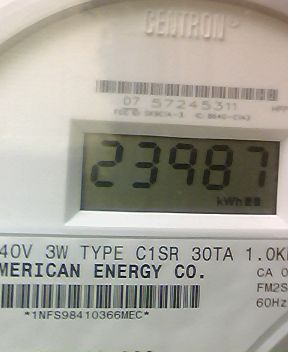 CENTRON
07 57245311
23987
kWh
40V 3W TYPE C1SR 30TA 1.0K
MERICAN ENERGY CO.
CA 0
FM2S
60Hz
*1NFS98410366MEC*